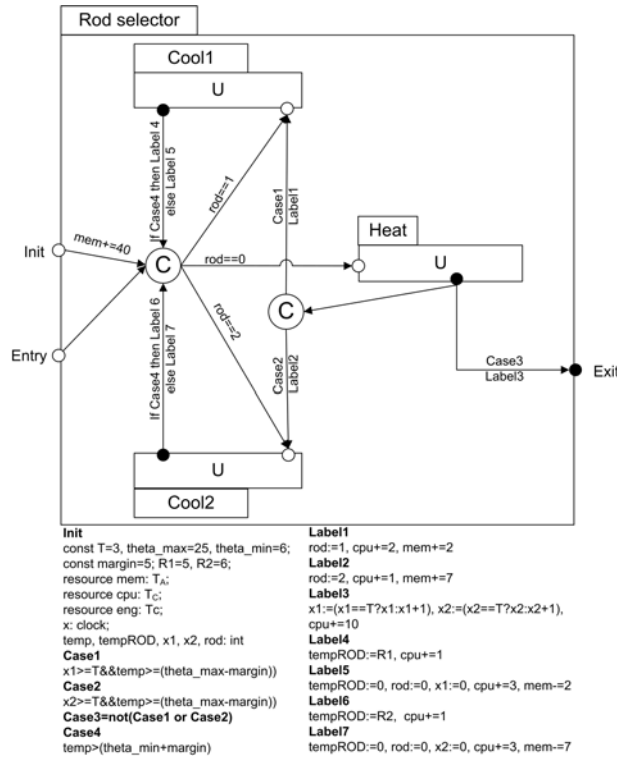 Rod selector
Cool1
U
If Case4 then Label 4
else Label 5
rod==1
Case1
Label1
Heat
U
Init
mem+=40
C
rod==0
C
Entry
If Case4 then Label 6
else Label 7
rod==2
Case2
Label2
Case3
Label3
Exit
U
Cool2
Init
const T=3, theta_max=25, theta_min=6;
const margin=5; R1=5, R2=6;
resource mem: TA;
resource cpu: TC;
resource eng: Tc;
x: clock;
temp, tempROD, x1, x2, rod: int
Case1
x1>=T&&temp>=(theta_max-margin))
Case2
x2>=T&&temp>=(theta_max-margin))
Case3=not(Case1 or Case2)
Case4
temp>(theta_min+margin)
Label1
rod:=1, cpu+=2, mem+=2
Label2
rod:=2, cpu+=1, mem+=7
Label3
x1:=(x1==T?x1:x1+1), x2:=(x2==T?x2:x2+1),
cpu+=10
Label4
tempROD:=R1, cpu+=1
Label5
tempROD:=0, rod:=0, x1:=0, cpu+=3, mem-=2
Label6
tempROD:=R2, cpu+=1
Label7
tempROD:=0, rod:=0, x2:=0, cpu+=3, mem-=7